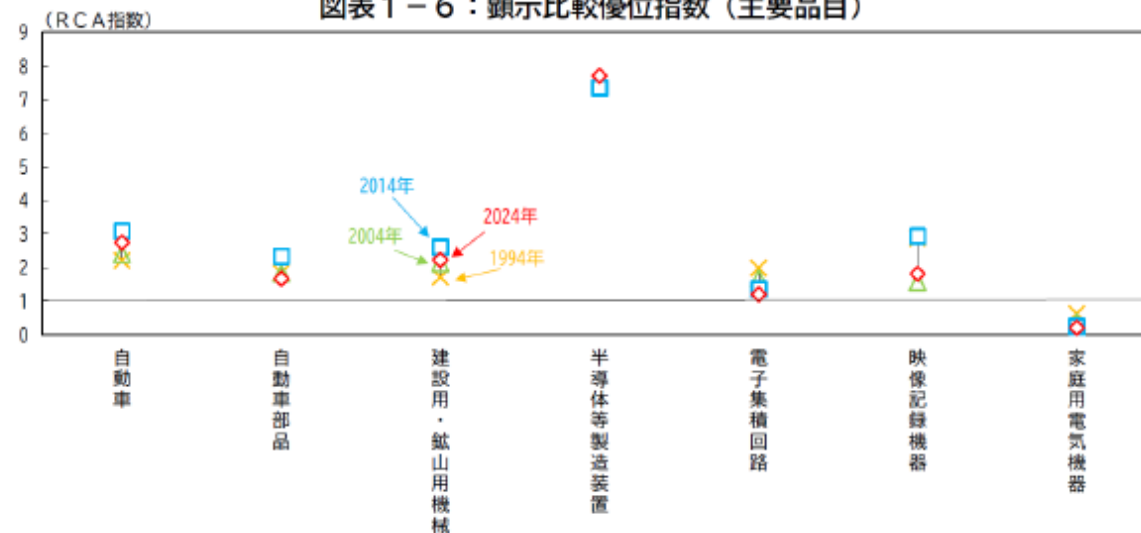 図表1-6:顕示比較優位指数(主要品目)
(RCA指数)
9
8
7
6
5
4
3
2
1
0
2014年
2024年
2004年
1994年
自動車
自動車部品
建設用・鉱山用機械
半導体等製造装置
電子集積回路
映像記録機器
家庭用電気機器